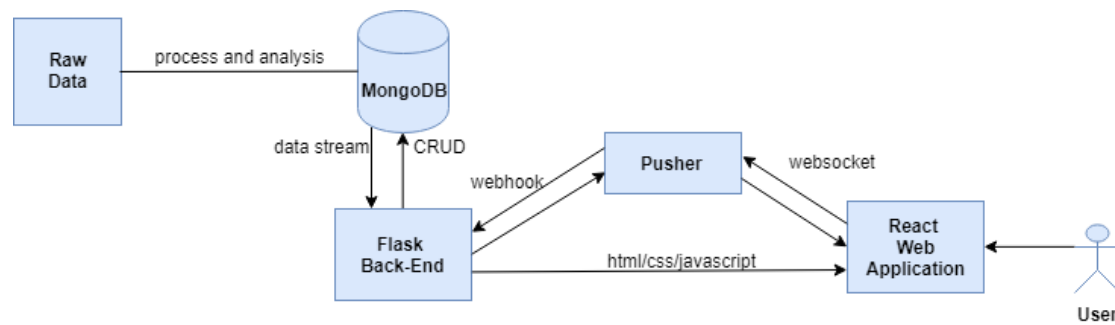 Raw
Data
process and analysis
MongoDB
data stream
CRUD
webhook
Pusher
websocket
Flask
Back-End
html/css/javascript
React
Web
Application
User